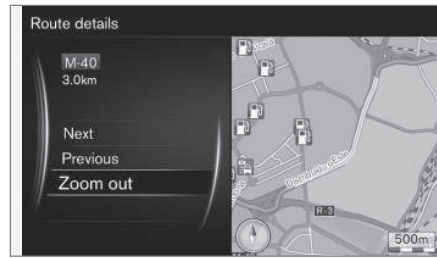 Route details
M-40
3.0km
Next
Previous
Zoom out
R-3
500m